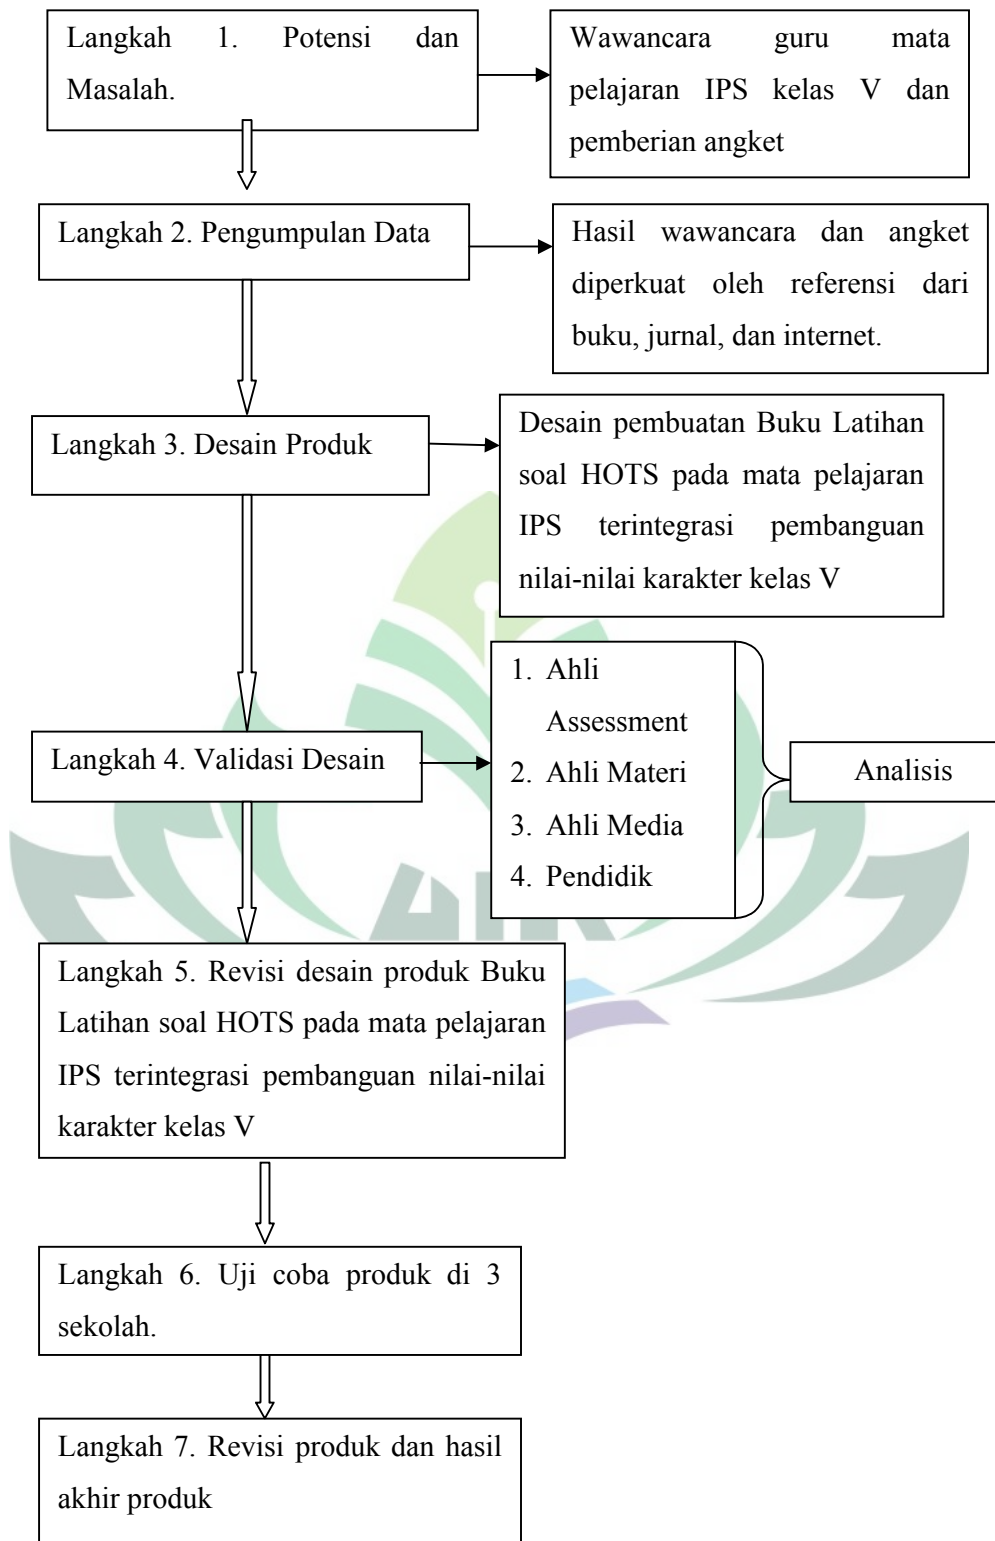 Langkah 1. Potensi dan
Masalah.
Wawancara guru mata
pelajaran IPS kelas V dan
pemberian angket
Langkah 2. Pengumpulan Data
Hasil wawancara dan angket
diperkuat oleh referensi dari
buku, jurnal, dan internet.
Langkah 3. Desain Produk
Desain pembuatan Buku Latihan
soal HOTS pada mata pelajaran
IPS terintegrasi pembanguan
nilai-nilai karakter kelas V
Langkah 4. Validasi Desain
1. Ahli
Assessment
2. Ahli Materi
3. Ahli Media
4. Pendidik
Analisis
Langkah 5. Revisi desain produk Buku
Latihan soal HOTS pada mata pelajaran
IPS terintegrasi pembanguan nilai-nilai
karakter kelas V
Langkah 6. Uji coba produk di 3
sekolah.
Langkah 7. Revisi produk dan hasil
akhir produk